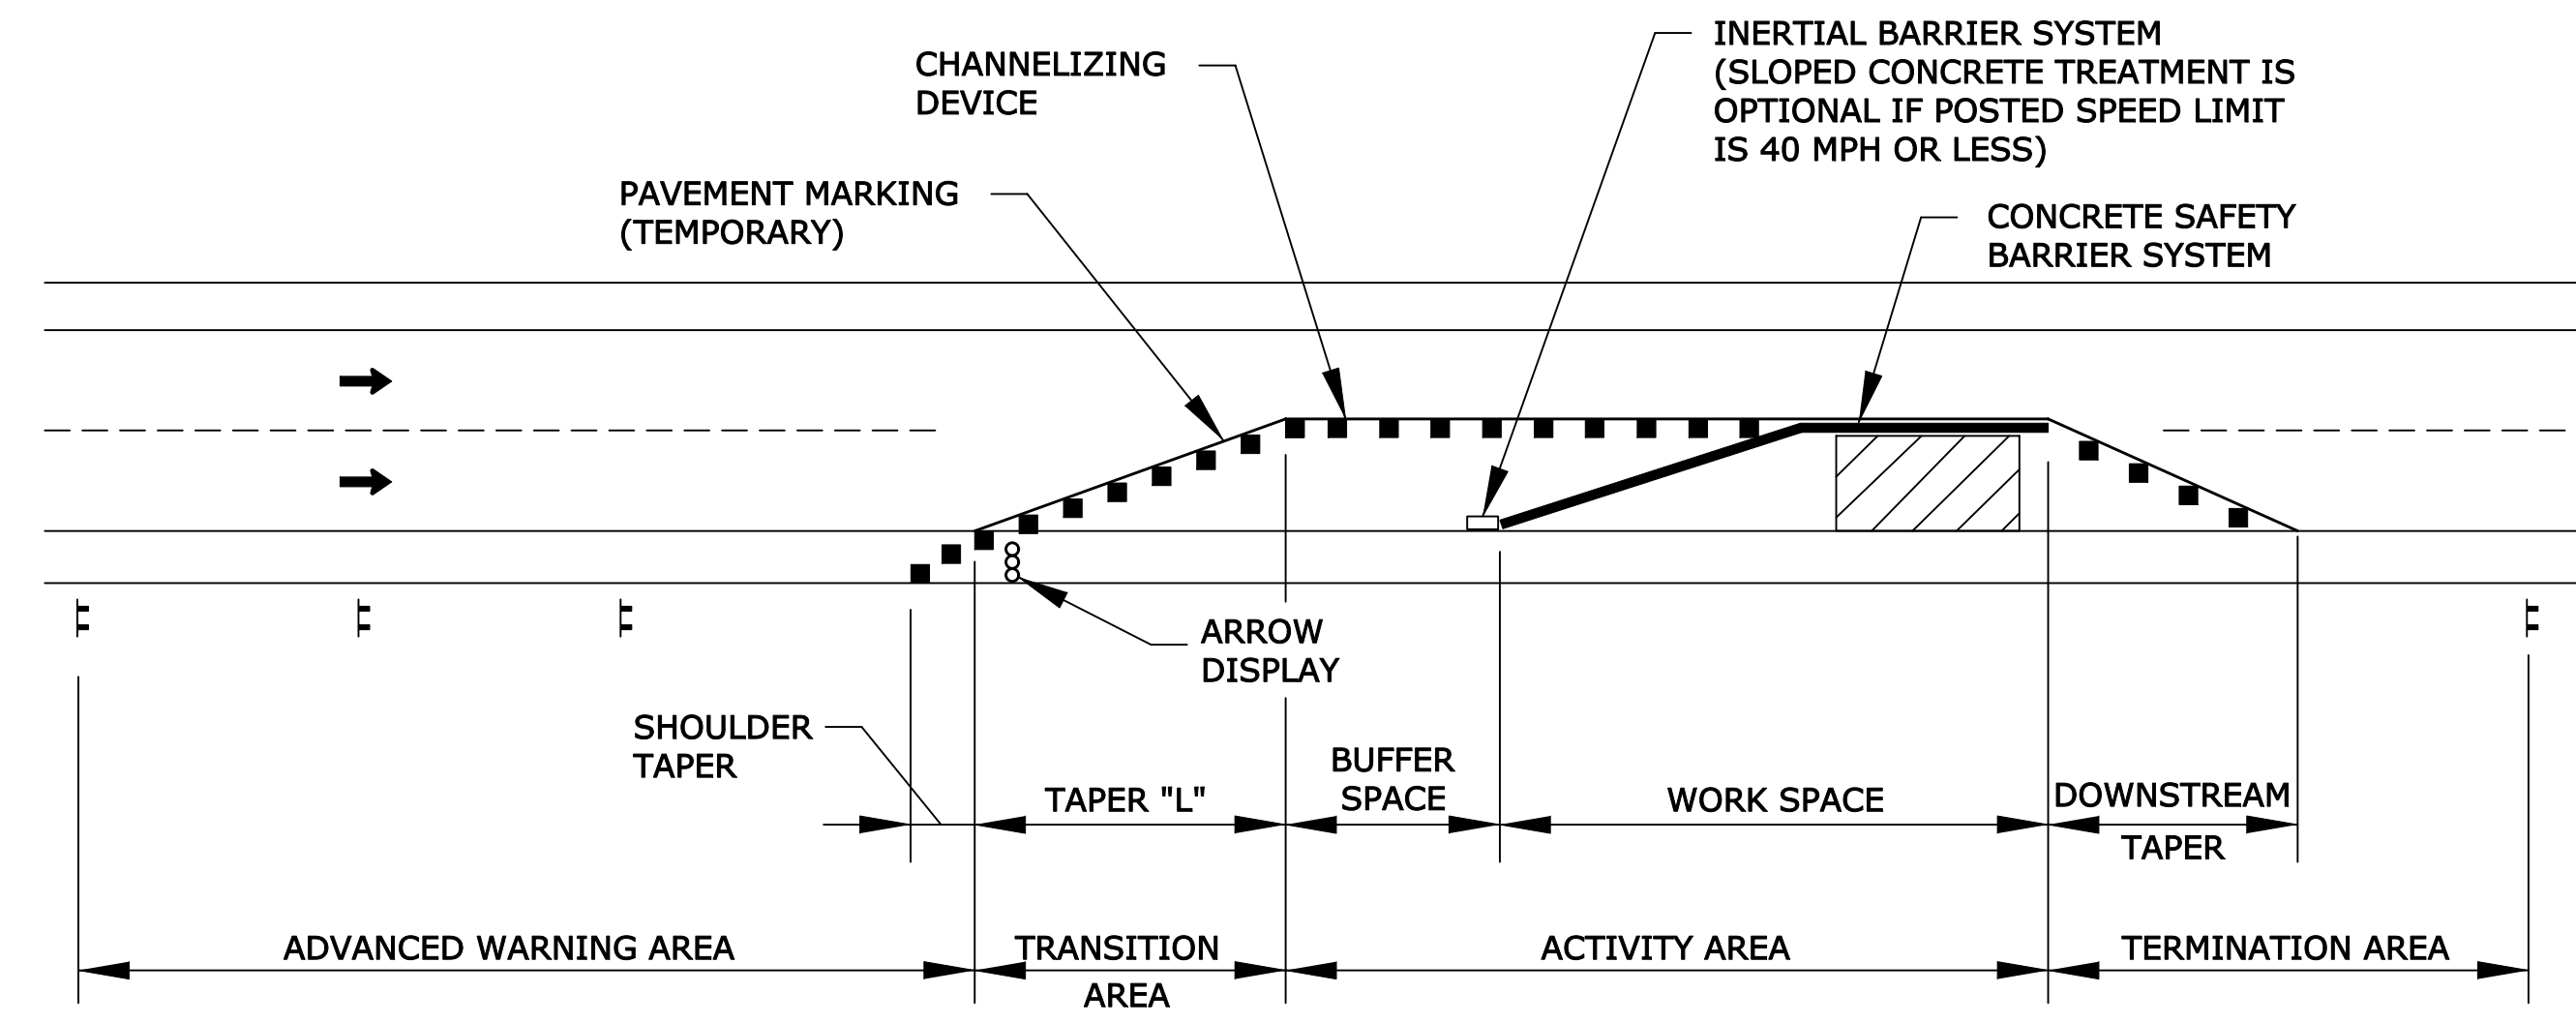 INERTIAL BARRIER SYSTEM
(SLOPED CONCRETE TREATMENT IS
OPTIONAL IF POSTED SPEED LIMIT
IS 40 MPH OR LESS)
CHANNELIZING
DEVICE
PAVEMENT MARKING
(TEMPORARY)
CONCRETE SAFETY
BARRIER SYSTEM
ARROW
DISPLAY
SHOULDER
TAPER
TAPER "L"
BUFFER
SPACE
WORK SPACE
DOWNSTREAM
TAPER
ADVANCED WARNING AREA
TRANSITION
AREA
ACTIVITY AREA
TERMINATION AREA